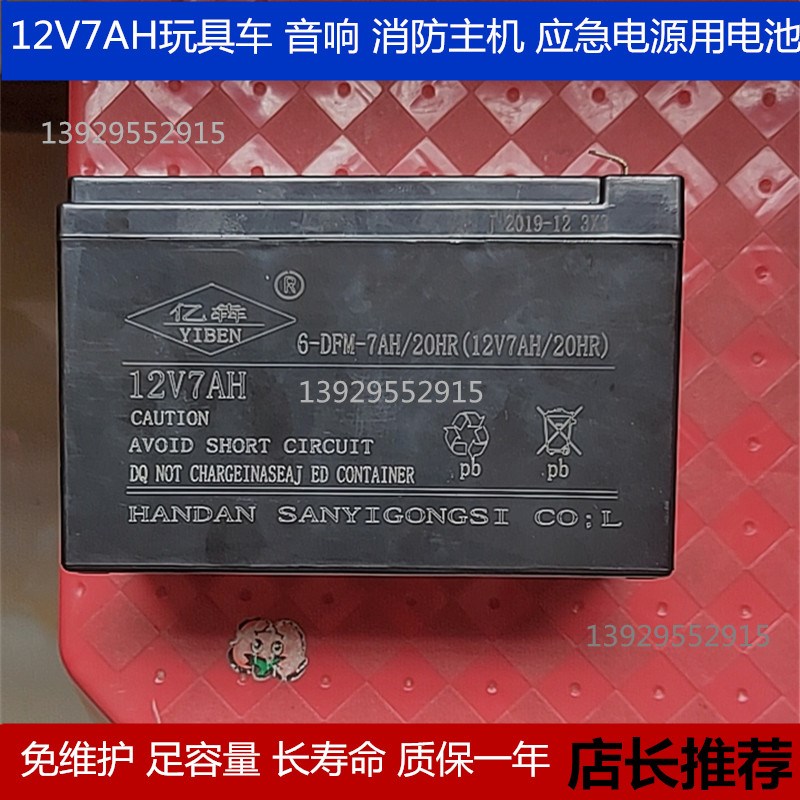 12V7AH玩具车 音响 消防主机 应急电源用电池
13929552915
2019-12 3X
亿犇
YIBEN
®
6-DFM-7AH/20HR(12V7AH/20HR)
12V7AH
13929552915
CAUTION
AVOID SHORT CIRCUIT
DQ NOT CHARGEINASEAJ ED CONTAINER
pb
pb
HANDAN SANYIGONGSI CO;L
13929552915
免维护 足容量 长寿命 质保一年
店长推荐